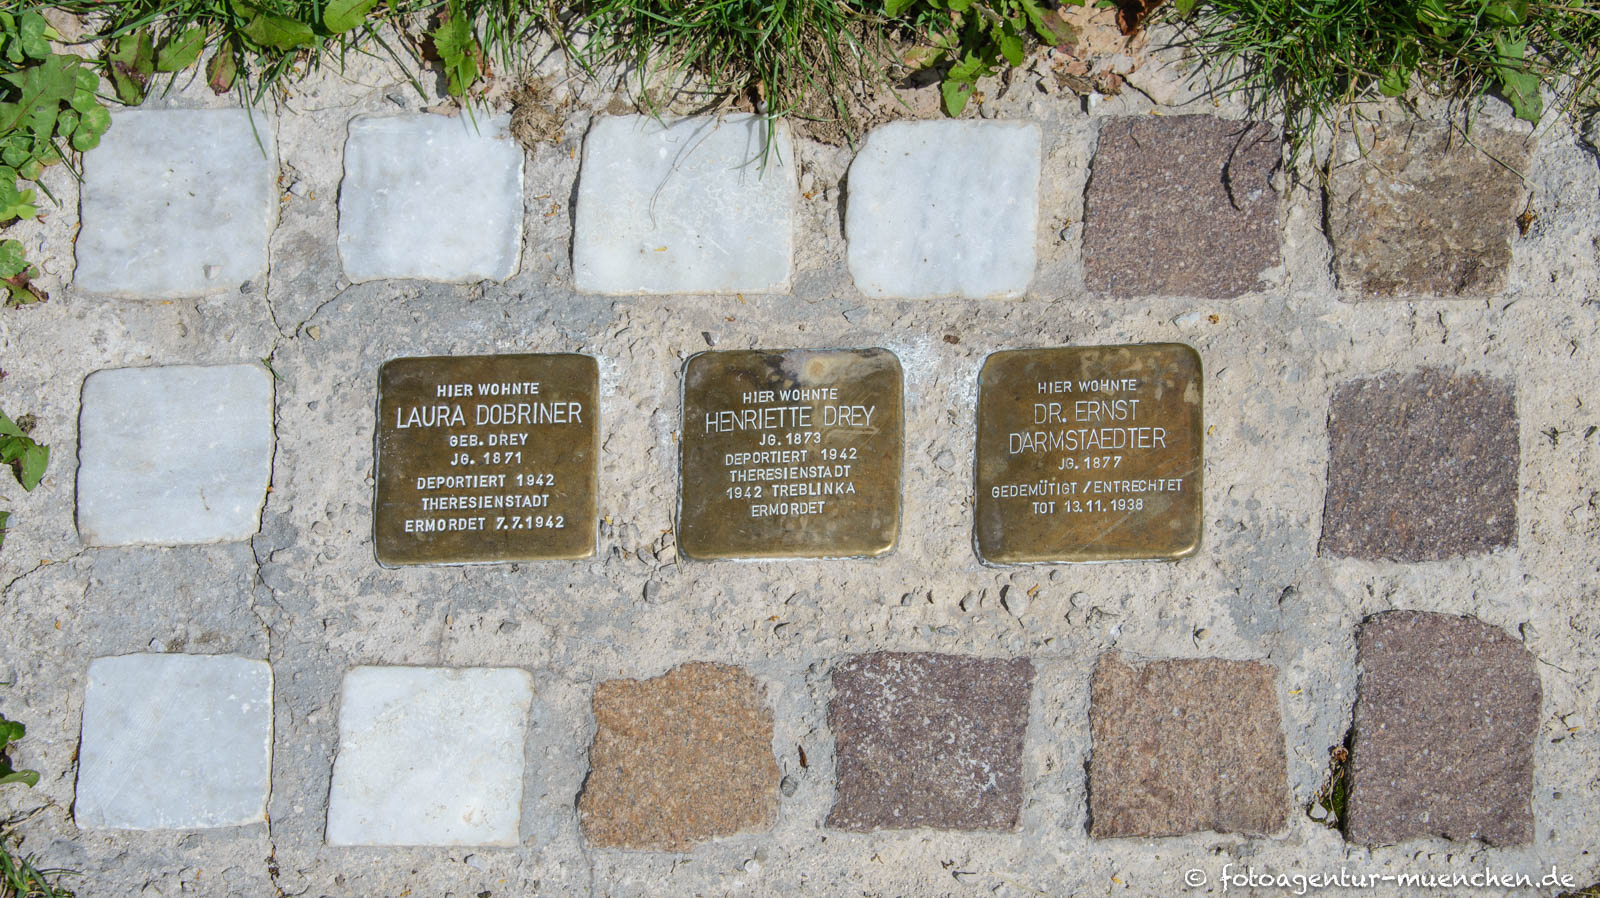 HIER WOHNTE
LAURA DOBRINER
GEB. DREY
JG. 1871
DEPORTIERT 1942
THERESIENSTADT
ERMORDET 7.7.1942
HIER WOHNTE
HENRIETTE DREY
JG. 1873
DEPORTIERT 1942
THERESIENSTADT
1942 TREBLINKA
ERMORDET
HIER WOHNTE
DR. ERNST
DARMSTAEDTER
JG. 1877
GEDEMÜTIGT / ENTRECHTET
TOT 13.11.1938
© fotoagentur-muenchen.de